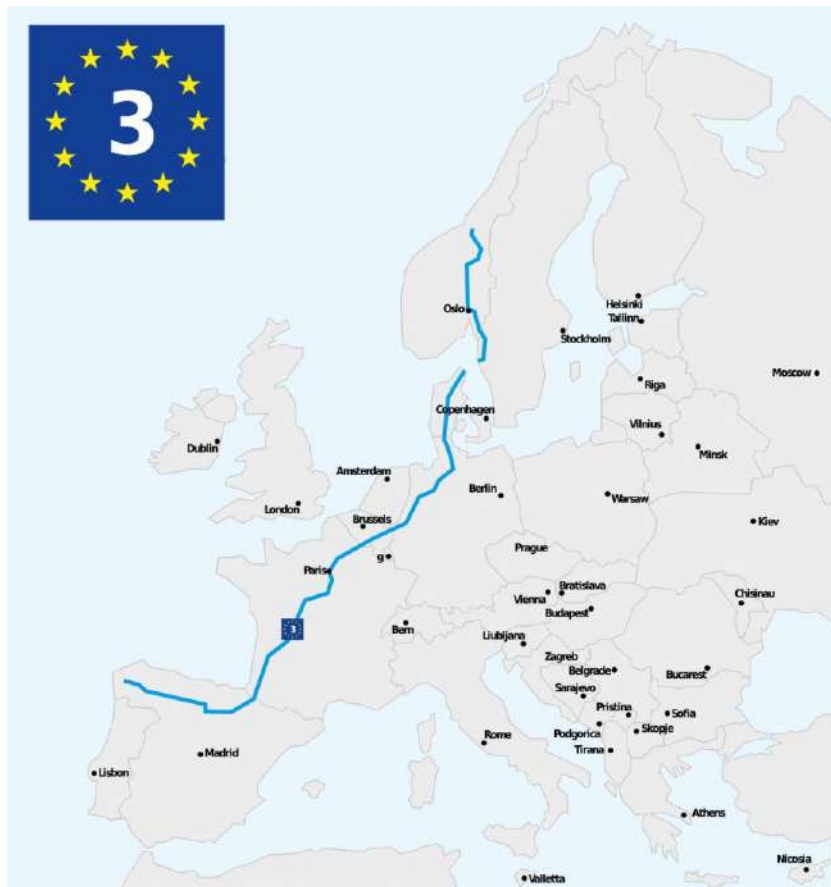 3
Oslo
Helsinki
Tallinn
Stockholm
Moscow
Riga
Copenhagen
Vilnius
Dublin
Minsk
Amsterdam
Berlin
Warsaw
London
Brussels
Kiev
Prague
g
Paris
Bratislava
Vienna
Chisinau
Budapest
3
Bern
Liubljana
Zagreb
Belgrade
Bucarest
Sarajevo
Pristina
Sofia
Rome
Podgorica
Skopje
Madrid
Tirana
Lisbon
Athens
Nicosia
Valletta